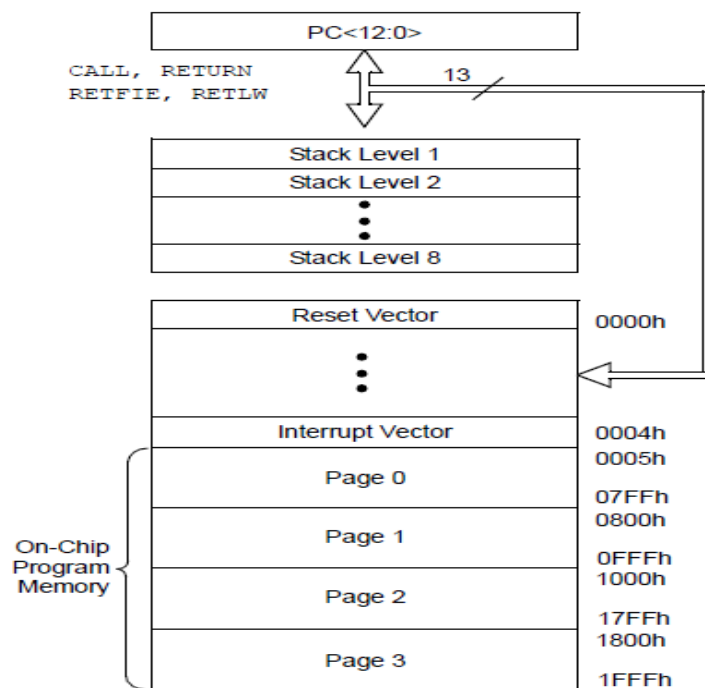 PC<12:0>
CALL, RETURN
RETFIE, RETLW
13
Stack Level 1
Stack Level 2
Stack Level 8
Reset Vector
0000h
Interrupt Vector
0004h
0005h
Page 0
07FFh
0800h
Page 1
0FFFh
On-Chip
Program
Memory
1000h
Page 2
17FFh
1800h
Page 3
1FFFh